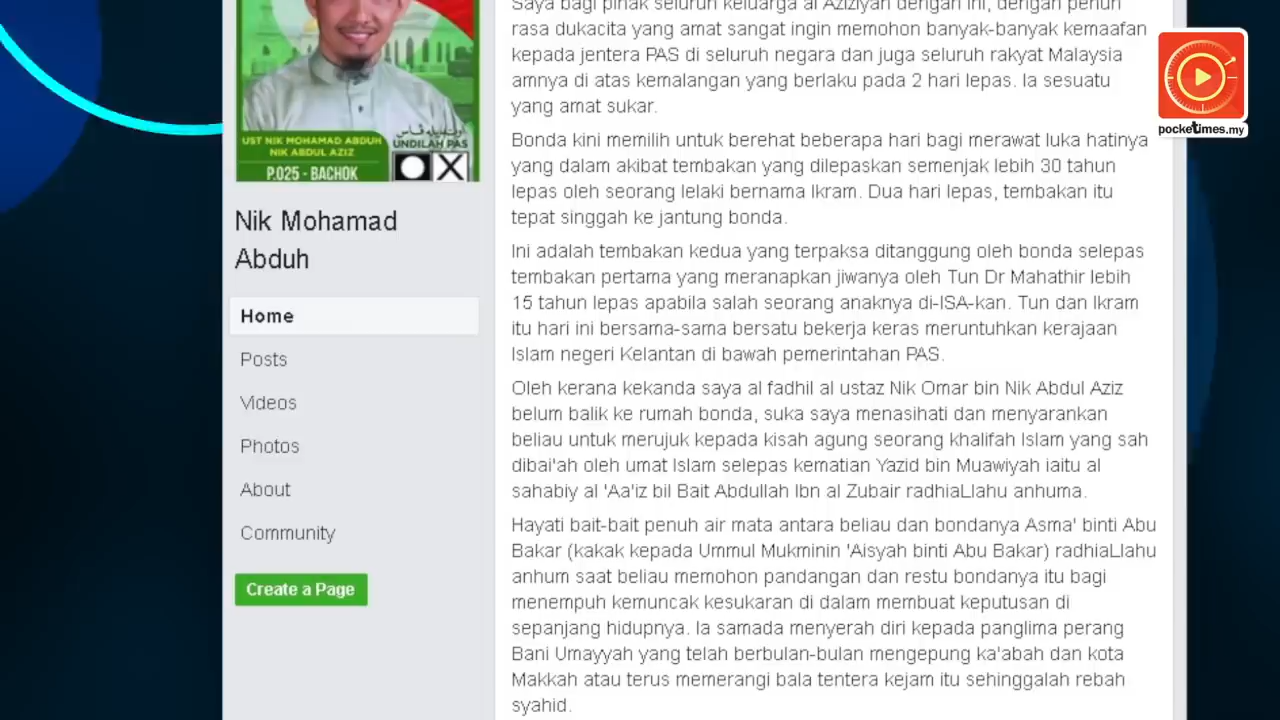 UST NIK MOHAMAD ABDUH
NIK ABDUL AZIZ
UNDILAH PAS
P.025 - BACHOK
Nik Mohamad
Abduh
Home
Posts
Videos
Photos
About
Community
Create a Page
Saya bagi pihak seluruh keluarga al Aziziyah dengan ini, dengan penuh
rasa dukacita yang amat sangat ingin memohon banyak-banyak kemaafan
kepada jentera PAS di seluruh negara dan juga seluruh rakyat Malaysia
amnya di atas kemalangan yang berlaku pada 2 hari lepas. Ia sesuatu
yang amat sukar.
Bonda kini memilih untuk berehat beberapa hari bagi merawat luka hatinya
yang dalam akibat tembakan yang dilepaskan semenjak lebih 30 tahun
lepas oleh seorang lelaki bernama Ikram. Dua hari lepas, tembakan itu
tepat singgah ke jantung bonda.
Ini adalah tembakan kedua yang terpaksa ditanggung oleh bonda selepas
tembakan pertama yang meranapkan jiwanya oleh Tun Dr Mahathir lebih
15 tahun lepas apabila salah seorang anaknya di-ISA-kan. Tun dan Ikram
itu hari ini bersama-sama bersatu bekerja keras meruntuhkan kerajaan
Islam negeri Kelantan di bawah pemerintahan PAS.
Oleh kerana kekanda saya al fadhil al ustaz Nik Omar bin Nik Abdul Aziz
belum balik ke rumah bonda, suka saya menasihati dan menyarankan
beliau untuk merujuk kepada kisah agung seorang khalifah Islam yang sah
dibai'ah oleh umat Islam selepas kematian Yazid bin Muawiyah iaitu al
sahabiy al 'Aa'iz bil Bait Abdullah Ibn al Zubair radhiaLlahu anhuma.
Hayati bait-bait penuh air mata antara beliau dan bondanya Asma' binti Abu
Bakar (kakak kepada Ummul Mukminin 'Aisyah binti Abu Bakar) radhiaLlahu
anhum saat beliau memohon pandangan dan restu bondanya itu bagi
menempuh kemuncak kesukaran di dalam membuat keputusan di
sepanjang hidupnya. Ia samada menyerah diri kepada panglima perang
Bani Umayyah yang telah berbulan-bulan mengepung ka'abah dan kota
Makkah atau terus memerangi bala tentera kejam itu sehinggalah rebah
syahid.
pocketimes.my